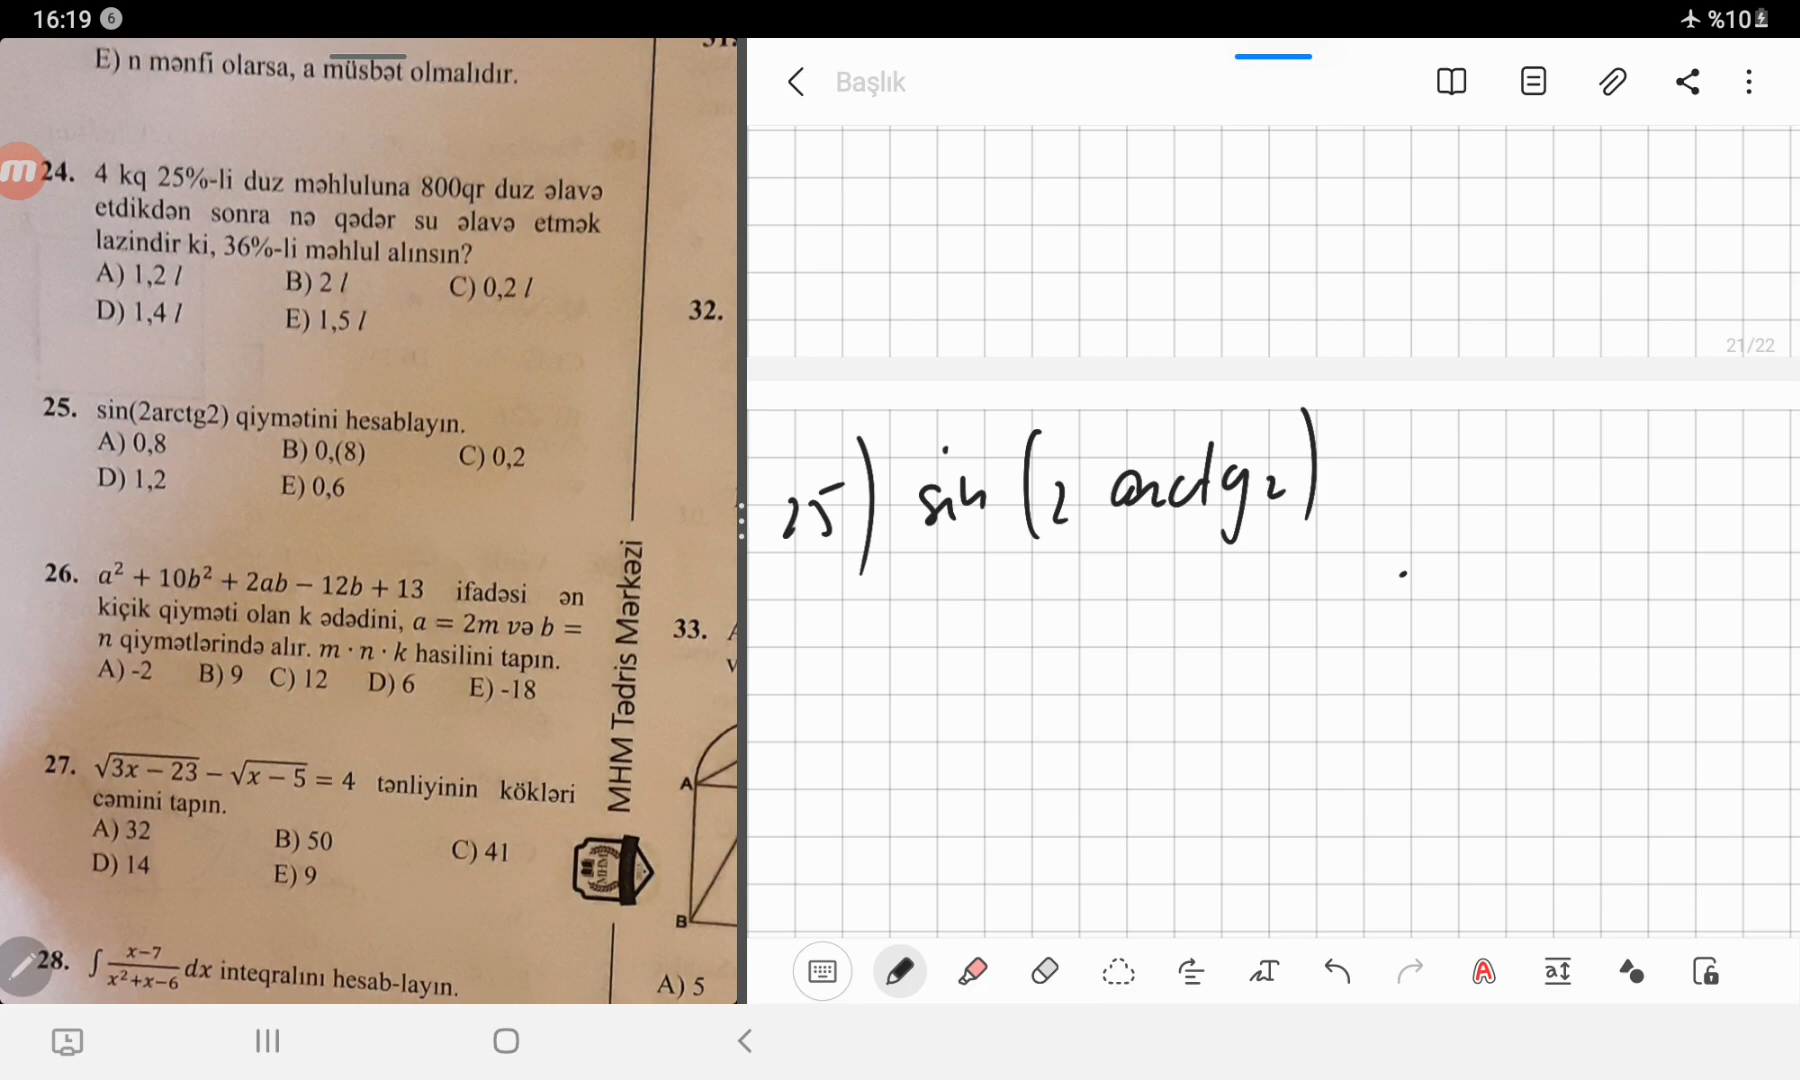 16:19 6
%10
E) n mənfi olarsa, a müsbət olmalıdır.
24. 4 kq 25%-li duz məhluluna 800qr duz əlavə
etdikdən sonra nə qədər su əlavə etmək
lazindir ki, 36%-li məhlul alınsın?
A) 1,2 l B) 2 l C) 0,2 l
D) 1,4 l E) 1,5 l
25. sin(2arctg2) qiymətini hesablayın.
A) 0,8 B) 0,(8) C) 0,2
D) 1,2 E) 0,6
26. a² + 10b² + 2ab − 12b + 13 ifadəsi ən
kiçik qiyməti olan k ədədini, a = 2m və b =
n qiymətlərində alır. m · n · k hasilini tapın.
A) -2 B) 9 C) 12 D) 6 E) -18
27. √3x − 23 − √x − 5 = 4 tənliyinin kökləri
cəmini tapın.
A) 32 B) 50 C) 41
D) 14 E) 9
28. ∫ x−7/x²+x−6 dx inteqralını hesab-layın.
MHM Tədris Mərkəzi
MHM
32.
33.
A
B
A) 5
Başlık
21/22
25) sin (2 arctg2)